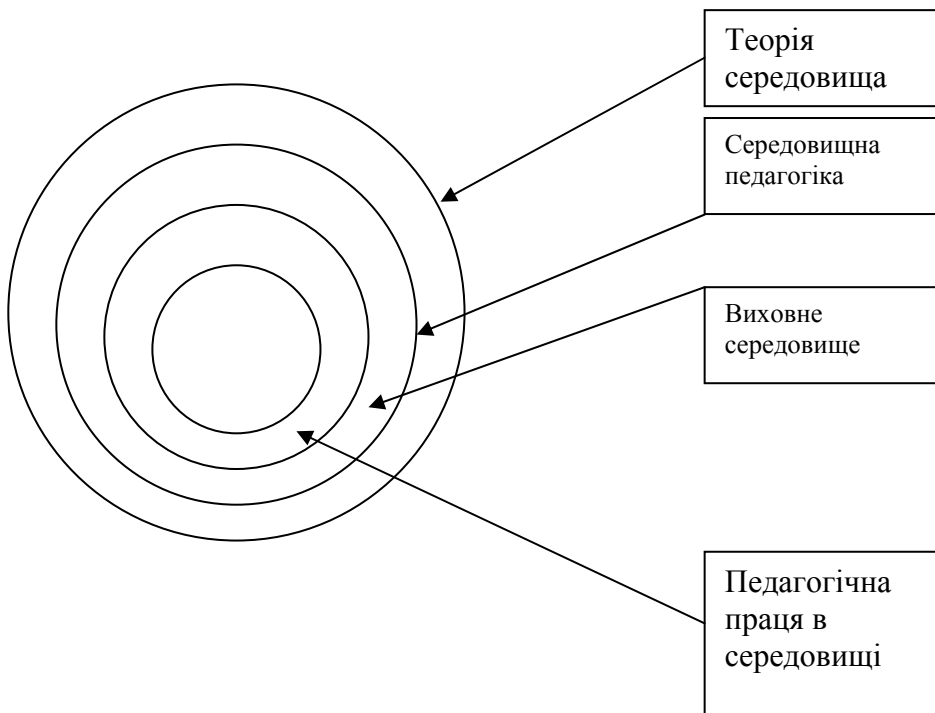 Теорія
середовища
Середовищна
педагогіка
Виховне
середовище
Педагогічна
праця в
середовищі